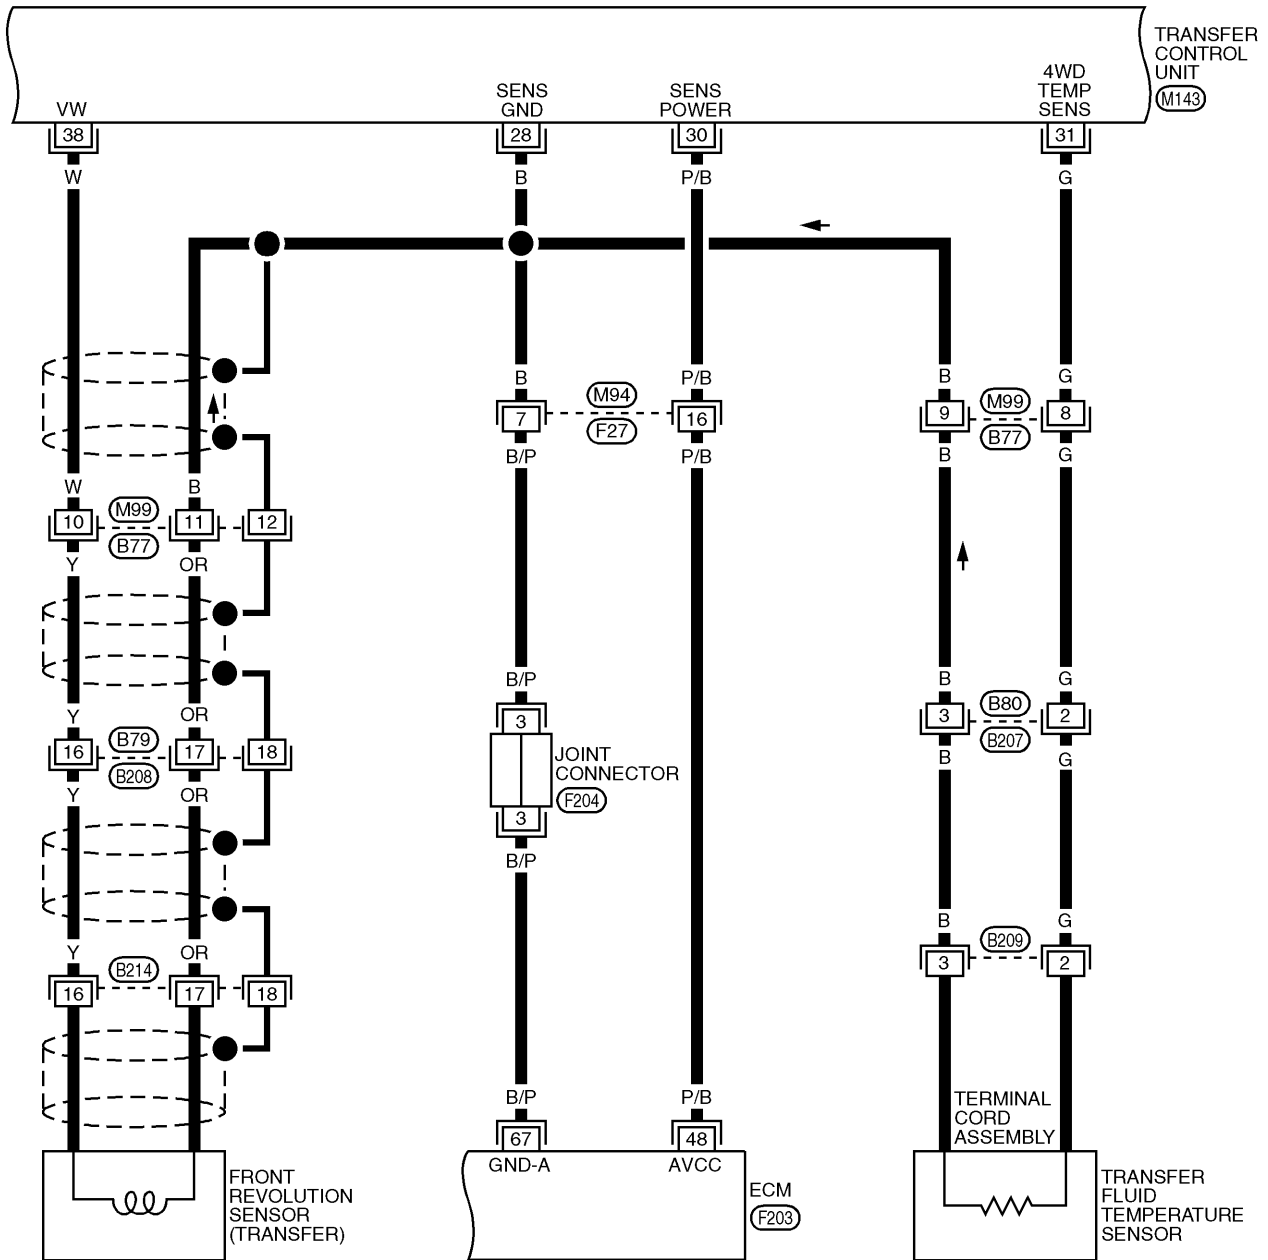 TRANSFER
CONTROL
UNIT
M143
VW
SENS
GND
SENS
POWER
4WD
TEMP
SENS
38
28
30
31
W
B
P/B
G
B
P/B
B
G
M94
F27
7
16
M99
B77
9
8
B/P
P/B
B
G
W
B
10
M99
B77
11
12
Y
OR
B/P
B
G
3
B80
B207
3
2
Y
OR
16
B79
B208
17
18
JOINT
CONNECTOR
F204
B
G
Y
OR
3
B/P
B
G
Y
OR
B209
3
2
B214
16
17
18
B/P
P/B
TERMINAL
CORD
ASSEMBLY
67
48
GND-A
AVCC
FRONT
REVOLUTION
SENSOR
(TRANSFER)
ECM
F203
TRANSFER
FLUID
TEMPERATURE
SENSOR